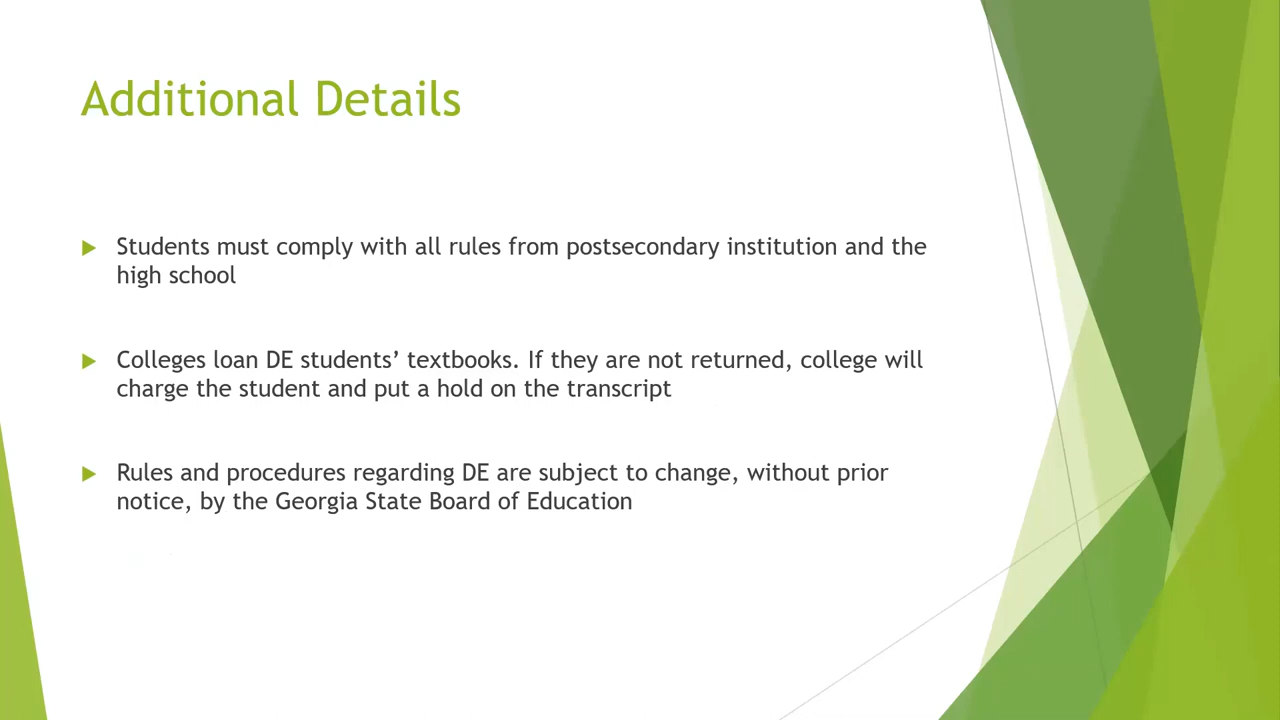 Additional Details
Students must comply with all rules from postsecondary institution and the
high school
Colleges loan DE students’ textbooks. If they are not returned, college will
charge the student and put a hold on the transcript
Rules and procedures regarding DE are subject to change, without prior
notice, by the Georgia State Board of Education